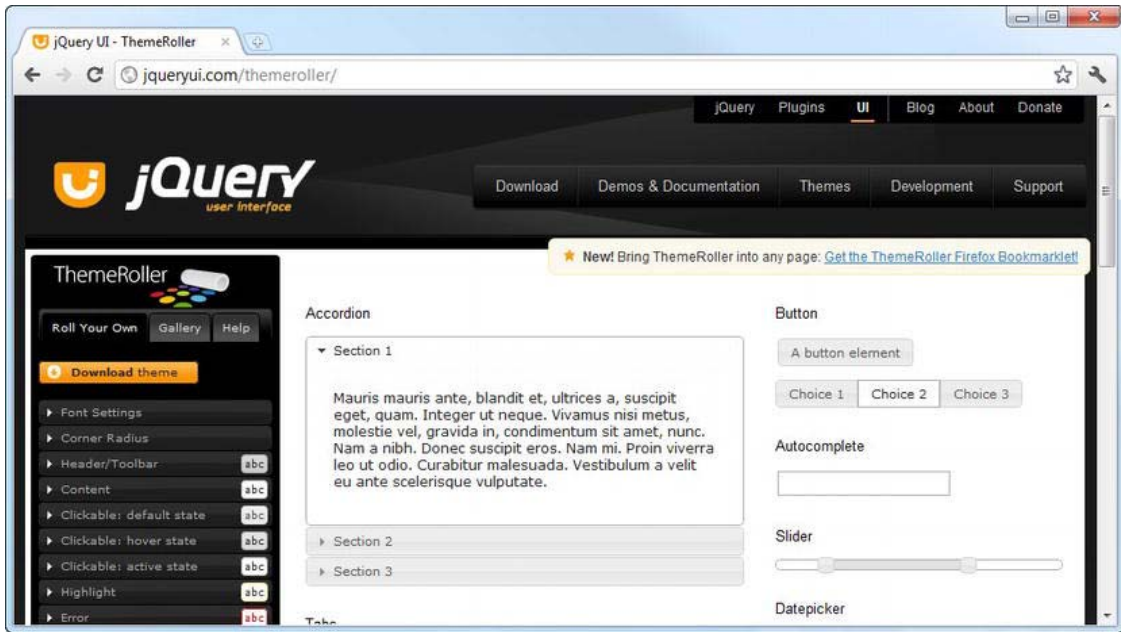 jQuery UI - ThemeRoller
jqueryui.com/themeroller/
jQuery Plugins UI Blog About Donate
jQuery
user interface
Download Demos & Documentation Themes Development Support
New! Bring ThemeRoller into any page: Get the ThemeRoller Firefox Bookmarklet!
ThemeRoller
Roll Your Own Gallery Help
Download theme
Font Settings
Corner Radius
Header/Toolbar abc
Content abc
Clickable: default state abc
Clickable: hover state abc
Clickable: active state abc
Highlight abc
Error abc
Accordion
Section 1
Mauris mauris ante, blandit et, ultrices a, suscipit
eget, quam. Integer ut neque. Vivamus nisi metus,
molestie vel, gravida in, condimentum sit amet, nunc.
Nam a nibh. Donec suscipit eros. Nam mi. Proin viverra
leo ut odio. Curabitur malesuada. Vestibulum a velit
eu ante scelerisque vulputate.
Section 2
Section 3
Tabs
Button
A button element
Choice 1 Choice 2 Choice 3
Autocomplete
Slider
Datepicker